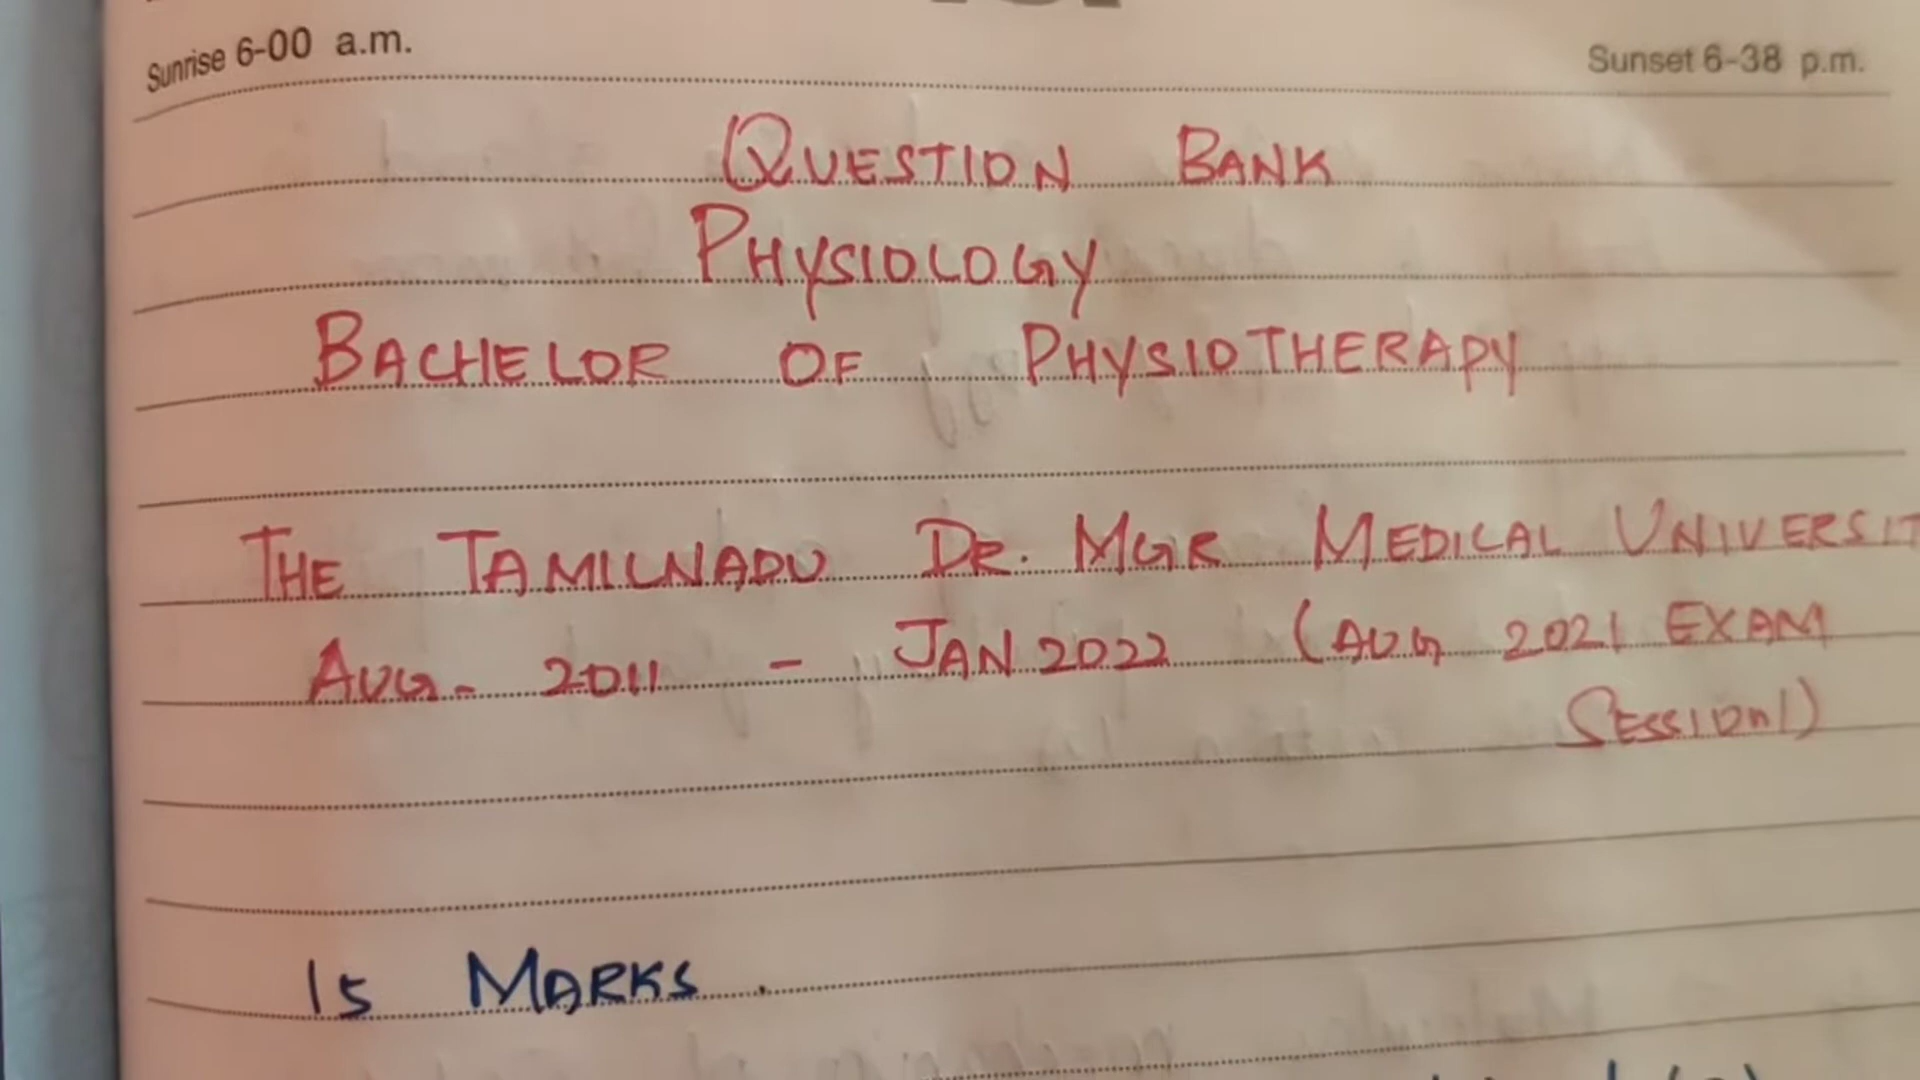 Sunrise 6-00 a.m.
Sunset 6-38 p.m.
QUESTION BANK
PHYSIOLOGY
BACHELOR OF PHYSIOTHERAPY
THE TAMILNADU DR. MGR MEDICAL UNIVERSIT
AUG- 2011 - JAN 2022 (AUG 2021 EXAM
SESSION)
15 MARKS.